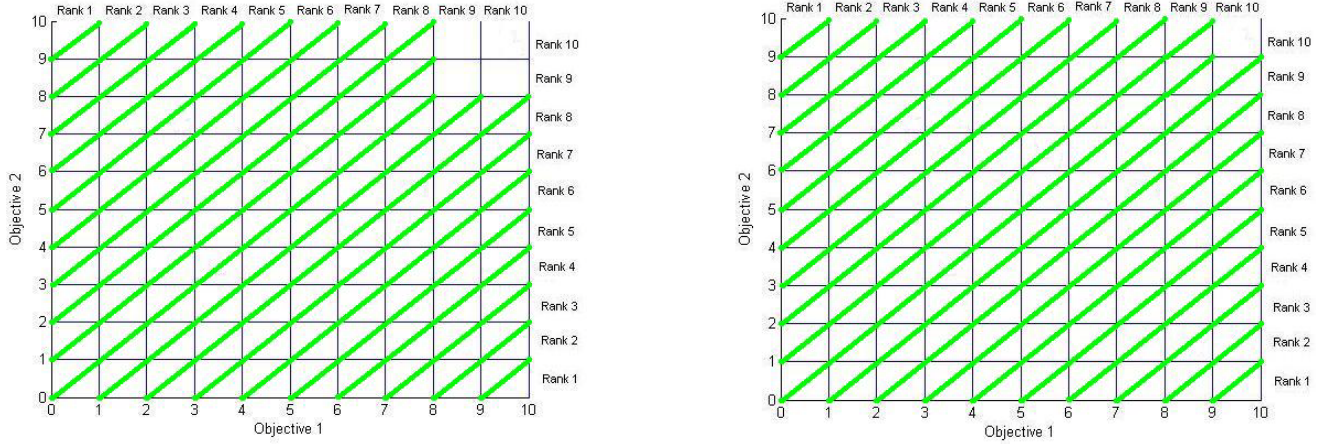 Rank 1 Rank 2 Rank 3 Rank 4 Rank 5 Rank 6 Rank 7 Rank 8 Rank 9 Rank 10
10
Rank 10
9
Rank 9
8
Rank 8
7
Rank 7
6
Rank 6
5
Rank 5
4
Rank 4
3
Rank 3
2
Rank 2
1
Rank 1
0
Objective 2
0 1 2 3 4 5 6 7 8 9 10
Objective 1
Rank 1 Rank 2 Rank 3 Rank 4 Rank 5 Rank 6 Rank 7 Rank 8 Rank 9 Rank 10
10
Rank 10
9
Rank 9
8
Rank 8
7
Rank 7
6
Rank 6
5
Rank 5
4
Rank 4
3
Rank 3
2
Rank 2
1
Rank 1
0
Objective 2
0 1 2 3 4 5 6 7 8 9 10
Objective 1